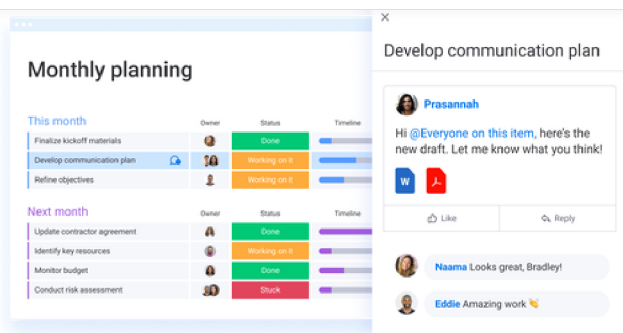 Monthly planning
This month Owner Status Timeline
Finalize kickoff materials Done
Develop communication plan Working on it
Refine objectives Working on it
Next month Owner Status Timeline
Update contractor agreement Done
Identify key resources Working on it
Monitor budget Done
Conduct risk assessment Stuck
Develop communication plan
Prasannah
Hi @Everyone on this item, here's the
new draft. Let me know what you think!
W
Like Reply
Naama Looks great, Bradley!
Eddie Amazing work 👏